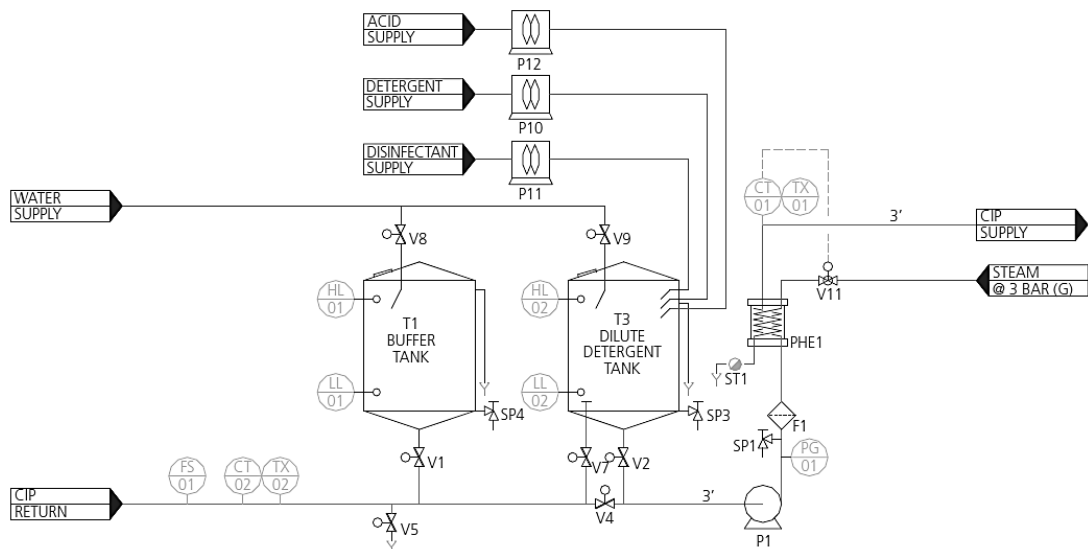 ACID
SUPPLY
P12
DETERGENT
SUPPLY
P10
DISINFECTANT
SUPPLY
P11
WATER
SUPPLY
CT
01
TX
01
3’
CIP
SUPPLY
V8
V9
STEAM
@ 3 BAR (G)
V11
HL
01
T1
BUFFER
TANK
HL
02
T3
DILUTE
DETERGENT
TANK
PHE1
ST1
LL
01
SP4
LL
02
SP3
F1
SP1
PG
01
V1
V7
V2
FS
01
CT
02
TX
02
CIP
RETURN
V5
V4
3’
P1